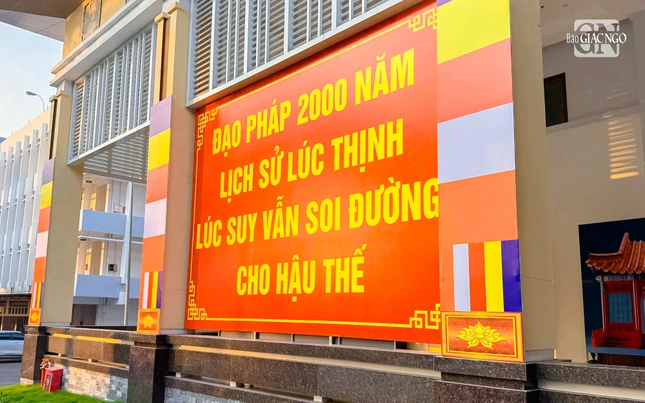 Báo GIÁC NGỘ
GN
ĐẠO PHÁP 2000 NĂM
LỊCH SỬ LÚC THỊNH
LÚC SUY VẪN SOI ĐƯỜNG
CHO HẬU THẾ